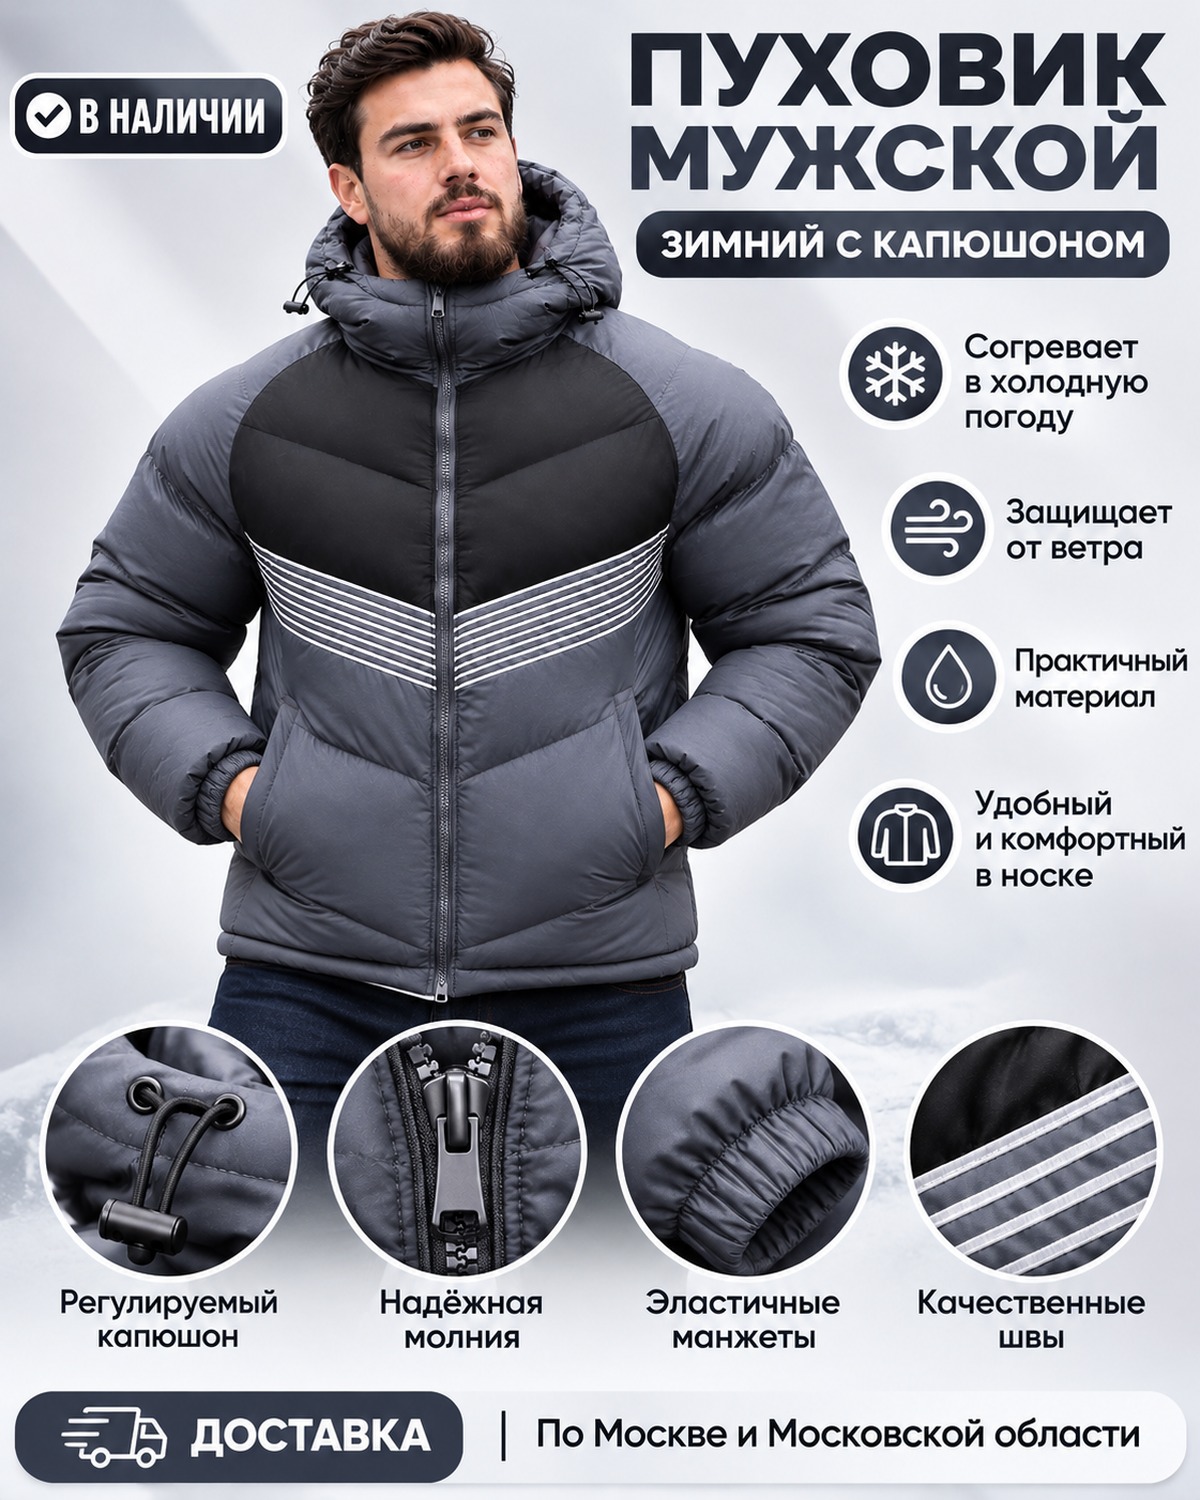 В НАЛИЧИИ
ПУХОВИК
МУЖСКОЙ
ЗИМНИЙ С КАПЮШОНОМ
Согревает
в холодную
погоду
Защищает
от ветра
Практичный
материал
Удобный
и комфортный
в носке
Регулируемый
капюшон
Надёжная
молния
Эластичные
манжеты
Качественные
швы
ДОСТАВКА | По Москве и Московской области